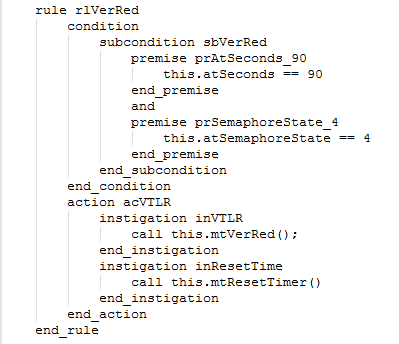 rule rlVerRed
condition
subcondition sbVerRed
premise prAtSeconds_90
this.atSeconds == 90
end_premise
and
premise prSemaphoreState_4
this.atSemaphoreState == 4
end_premise
end_subcondition
end_condition
action acVTLR
instigation inVTLR
call this.mtVerRed();
end_instigation
instigation inResetTime
call this.mtResetTimer()
end_instigation
end_action
end_rule